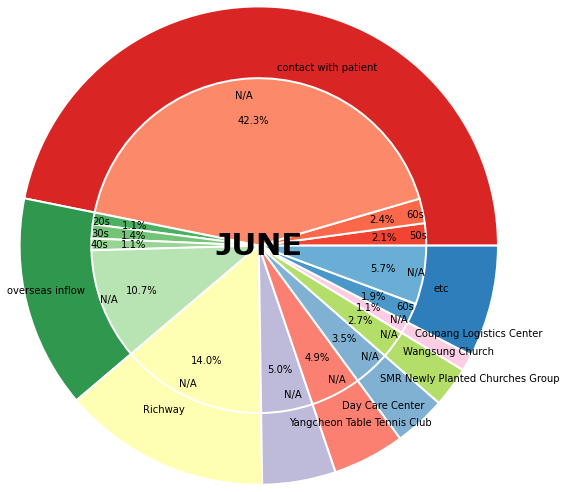 contact with patient
N/A
42.3%
2.4%
60s
2.1%
50s
20s
1.1%
30s
1.4%
40s
1.1%
JUNE
5.7%
N/A
etc
overseas inflow
N/A
10.7%
1.9%
60s
1.1%
N/A
Coupang Logistics Center
2.7%
N/A
Wangsung Church
3.5%
N/A
SMR Newly Planted Churches Group
14.0%
N/A
Richway
5.0%
N/A
4.9%
N/A
Day Care Center
Yangcheon Table Tennis Club